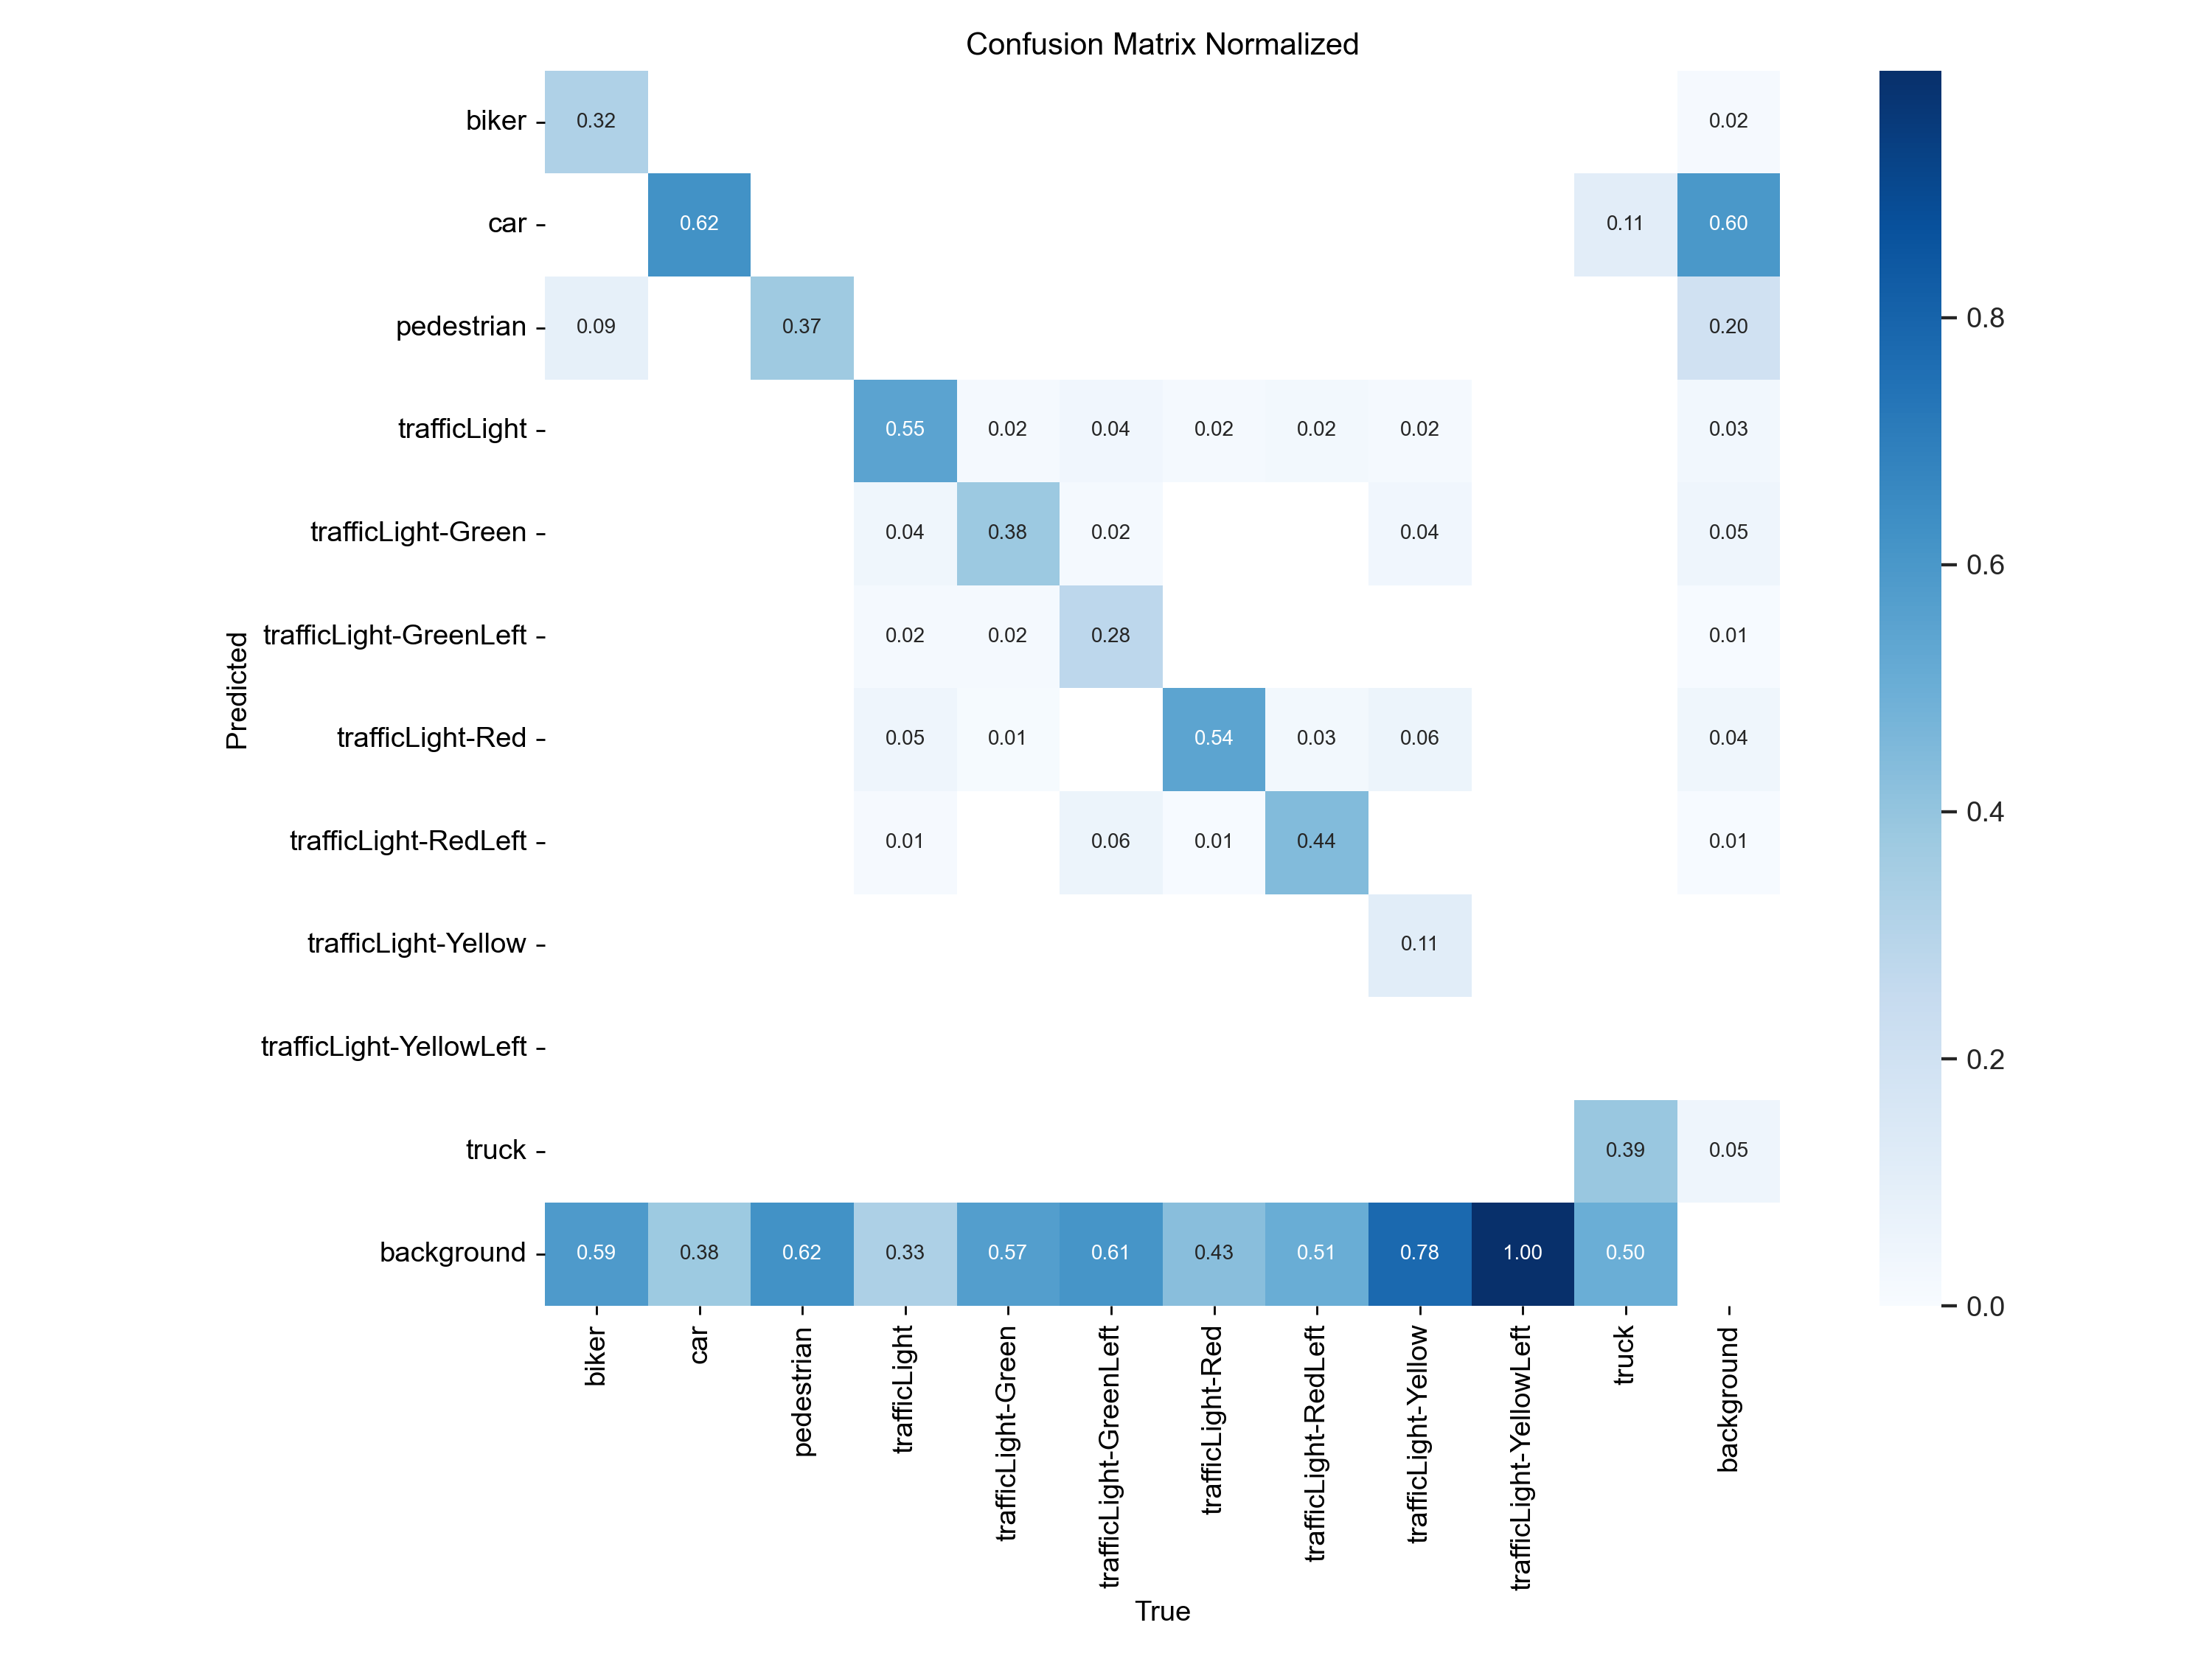 Confusion Matrix Normalized
biker 0.32 0.02
car 0.62 0.11 0.60
pedestrian 0.09 0.37 0.20
trafficLight 0.55 0.02 0.04 0.02 0.02 0.02 0.03
trafficLight-Green 0.04 0.38 0.02 0.04 0.05
trafficLight-GreenLeft 0.02 0.02 0.28 0.01
trafficLight-Red 0.05 0.01 0.54 0.03 0.06 0.04
trafficLight-RedLeft 0.01 0.06 0.01 0.44 0.01
trafficLight-Yellow 0.11
trafficLight-YellowLeft
truck 0.39 0.05
background 0.59 0.38 0.62 0.33 0.57 0.61 0.43 0.51 0.78 1.00 0.50
Predicted
biker
car
pedestrian
trafficLight
trafficLight-Green
trafficLight-GreenLeft
trafficLight-Red
trafficLight-RedLeft
trafficLight-Yellow
trafficLight-YellowLeft
truck
background
True
0.8
0.6
0.4
0.2
0.0